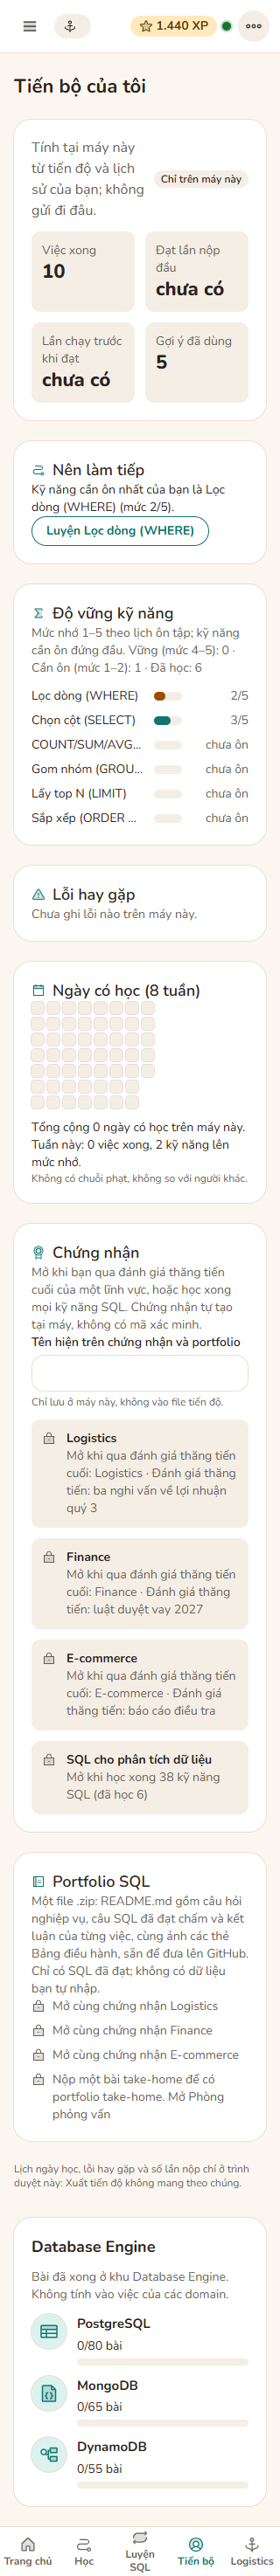 1.440 XP
Tiến bộ của tôi
Tính tại máy này
từ tiến độ và lịch
sử của bạn; không
gửi đi đâu.
Chỉ trên máy này
Việc xong
10
Đạt lần nộp
đầu
chưa có
Lần chạy trước
khi đạt
chưa có
Gợi ý đã dùng
5
Nên làm tiếp
Kỹ năng cần ôn nhất của bạn là Lọc
dòng (WHERE) (mức 2/5).
Luyện Lọc dòng (WHERE)
Độ vững kỹ năng
Mức nhớ 1–5 theo lịch ôn tập; kỹ năng
cần ôn đứng đầu. Vững (mức 4–5): 0 ·
Cần ôn (mức 1–2): 1 · Đã học: 6
Lọc dòng (WHERE) 2/5
Chọn cột (SELECT) 3/5
COUNT/SUM/AVG... chưa ôn
Gom nhóm (GROU... chưa ôn
Lấy top N (LIMIT) chưa ôn
Sắp xếp (ORDER ... chưa ôn
Lỗi hay gặp
Chưa ghi lỗi nào trên máy này.
Ngày có học (8 tuần)
Tổng cộng 0 ngày có học trên máy này.
Tuần này: 0 việc xong, 2 kỹ năng lên
mức nhớ.
Không có chuỗi phạt, không so với người khác.
Chứng nhận
Mở khi bạn qua đánh giá thăng tiến
cuối của một lĩnh vực, hoặc học xong
mọi kỹ năng SQL. Chứng nhận tự tạo
tại máy, không có mã xác minh.
Tên hiện trên chứng nhận và portfolio
Chỉ lưu ở máy này, không vào file tiến độ.
Logistics
Mở khi qua đánh giá thăng tiến
cuối: Logistics · Đánh giá thăng
tiến: ba nghi vấn về lợi nhuận
quý 3
Finance
Mở khi qua đánh giá thăng tiến
cuối: Finance · Đánh giá thăng
tiến: luật duyệt vay 2027
E-commerce
Mở khi qua đánh giá thăng tiến
cuối: E-commerce · Đánh giá
thăng tiến: báo cáo điều tra
SQL cho phân tích dữ liệu
Mở khi học xong 38 kỹ năng
SQL (đã học 6)
Portfolio SQL
Một file .zip: README.md gồm câu hỏi
nghiệp vụ, câu SQL đã đạt chấm và kết
luận của từng việc, cùng ảnh các thẻ
Bảng điều hành, sẵn để đưa lên GitHub.
Chỉ có SQL đã đạt; không có dữ liệu
bạn tự nhập.
Mở cùng chứng nhận Logistics
Mở cùng chứng nhận Finance
Mở cùng chứng nhận E-commerce
Nộp một bài take-home để có
portfolio take-home. Mở Phòng
phỏng vấn
Lịch ngày học, lỗi hay gặp và số lần nộp chỉ ở trình
duyệt này: Xuất tiến độ không mang theo chúng.
Database Engine
Bài đã xong ở khu Database Engine.
Không tính vào việc của các domain.
PostgreSQL
0/80 bài
MongoDB
0/65 bài
DynamoDB
0/55 bài
Trang chủ
Học
Luyện
SQL
Tiến bộ
Logistics